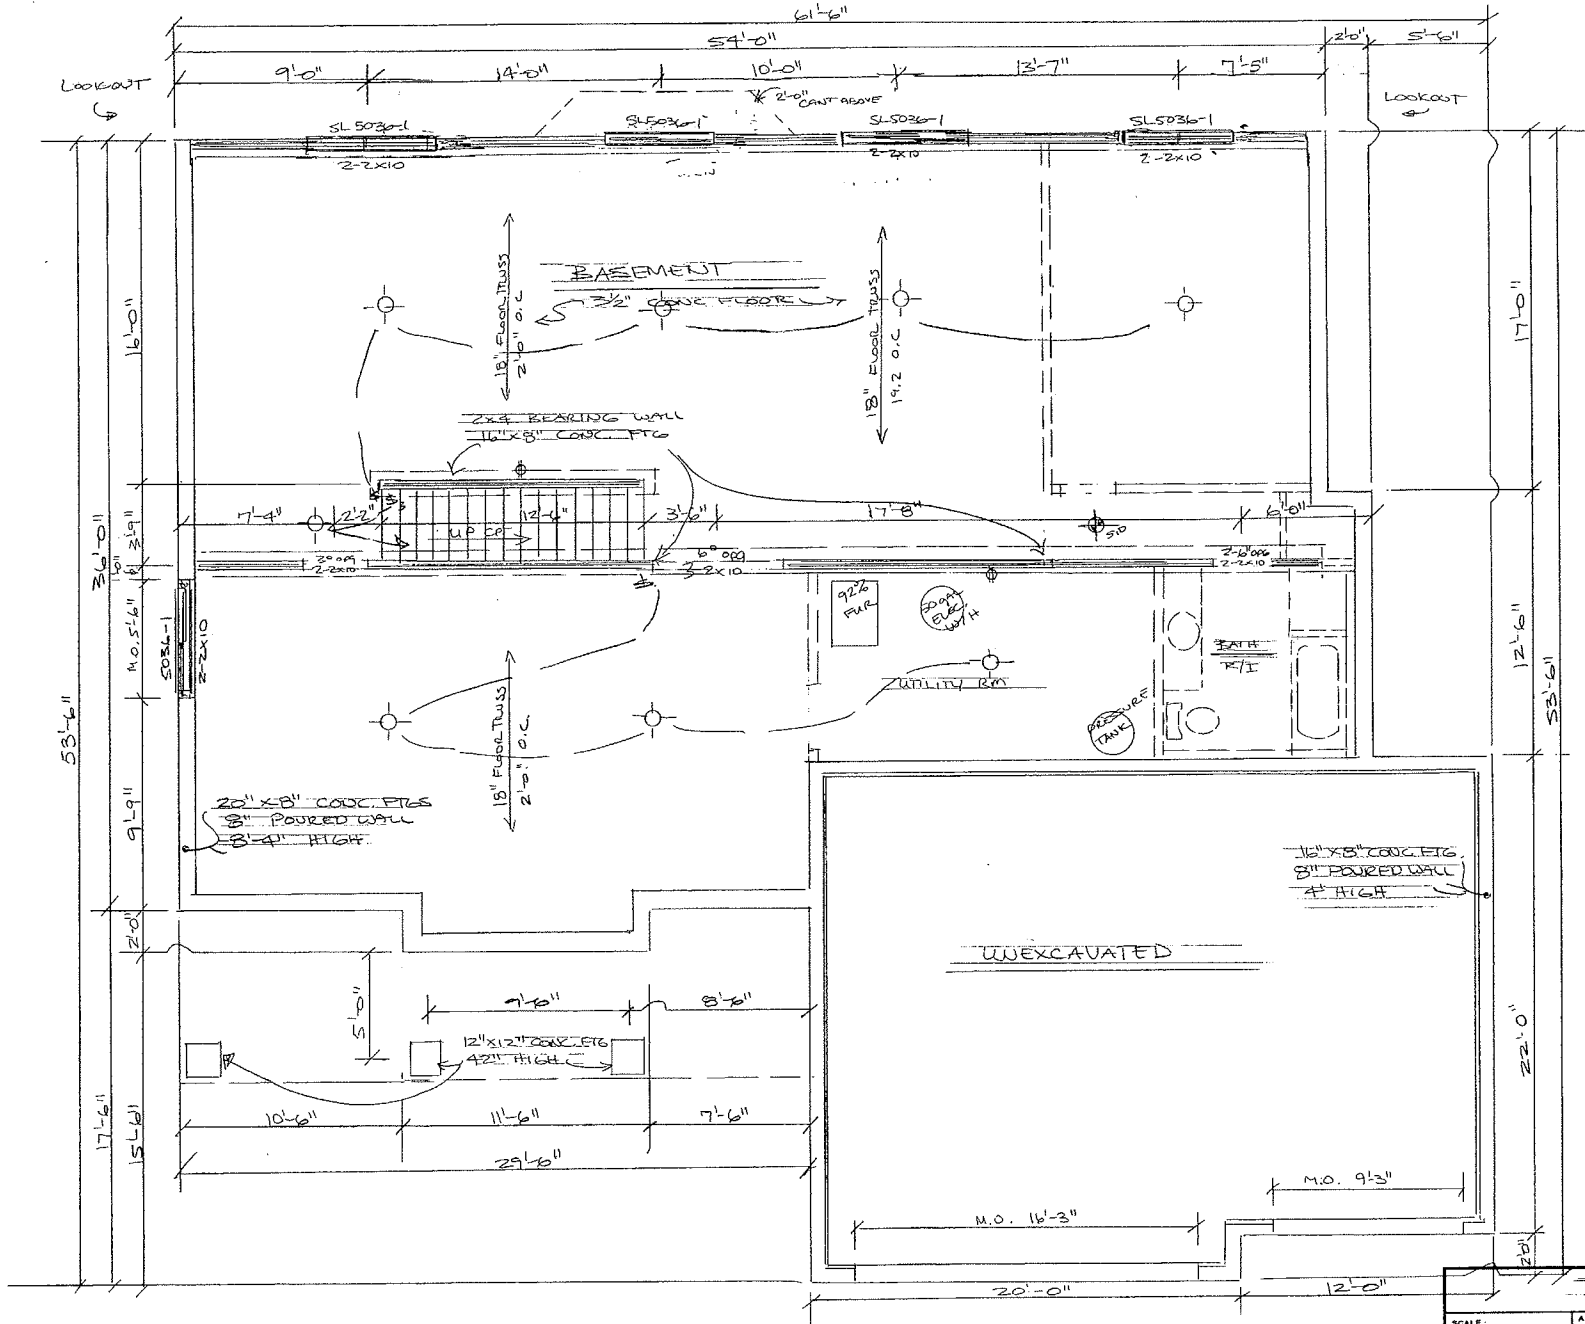 61'-6"
54'-0"
2'-0"
5'-6"
9'-0"
14'-0"
10'-0"
13'-7"
7'-5"
LOOKOUT
LOOKOUT
2'-0" CANT ABOVE
SL5036-1
SL5036-1
SL5036-1
SL5036-1
2-2x10
2-2x10
2-2x10
BASEMENT
3½" CONC FLOOR
18" FLOOR TRUSS
2'-0" O.C.
18" FLOOR TRUSS
19.2 O.C.
16'-0"
17'-0"
2x4 BEARING WALL
16"x8" CONC. FTG
7'-4"
2'-2"
12'-6"
3'-6"
17'-8"
6'-0"
UP
S.D
3'-9"
36'-0"
2-2x10
6° OPG
3-2x10
2-6° OPG
2-2x10
M.O. 5'-6"
5036-1
2-2x10
92%
FUR
50 GAL
ELEC
W/H
BATH
R/I
12'-6"
UTILITY RM
PRESSURE
TANK
53'-6"
53'-6"
18" FLOOR TRUSS
2'-0" O.C.
9'-9"
20"x8" CONC. FTGS
8" POURED WALL
8'-4" HIGH
16"x8" CONC FTG
8" POURED WALL
4' HIGH
2'-0"
UNEXCAVATED
5'-0"
9'-6"
8'-6"
12"x12" CONC. FTG
42" HIGH
22'-0"
10'-6"
11'-6"
7'-6"
17'-6"
15'-6"
29'-6"
M.O. 9'-3"
M.O. 16'-3"
2'-0"
20'-0"
12'-0"
SCALE: